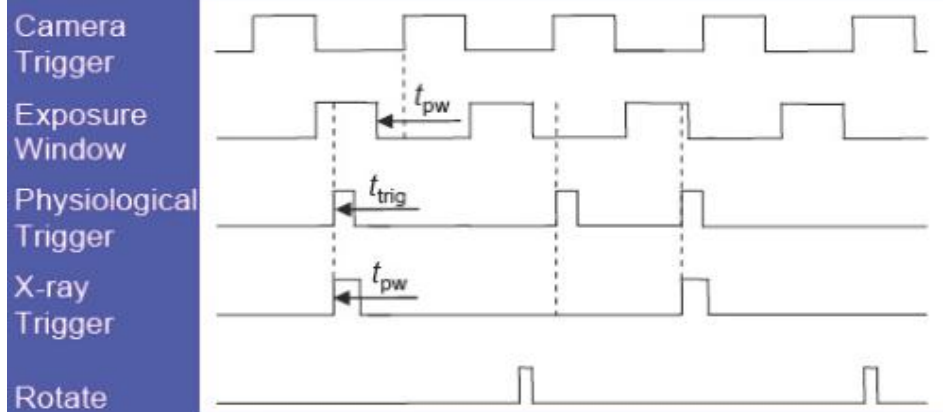 Camera
Trigger
Exposure
Window
t_pw
Physiological
Trigger
t_trig
X-ray
Trigger
t_pw
Rotate